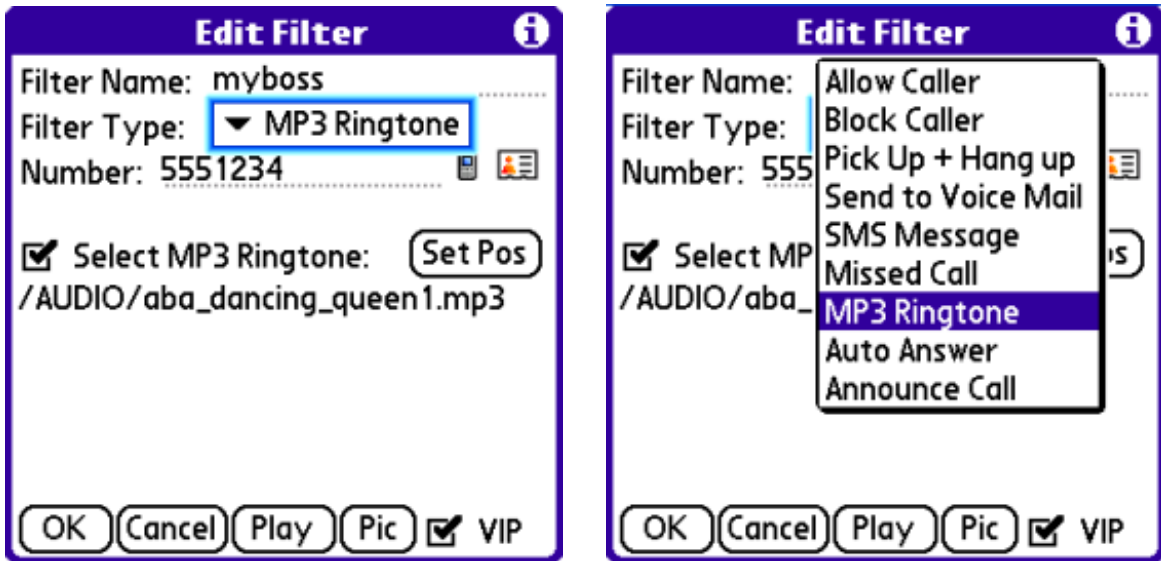 Edit Filter
Filter Name: myboss
Filter Type: MP3 Ringtone
Number: 5551234
Select MP3 Ringtone: Set Pos
/AUDIO/aba_dancing_queen1.mp3
OK Cancel Play Pic VIP
Edit Filter
Filter Name:
Filter Type:
Number: 555
Select MP
/AUDIO/aba_
Allow Caller
Block Caller
Pick Up + Hang up
Send to Voice Mail
SMS Message
Missed Call
MP3 Ringtone
Auto Answer
Announce Call
OK Cancel Play Pic VIP